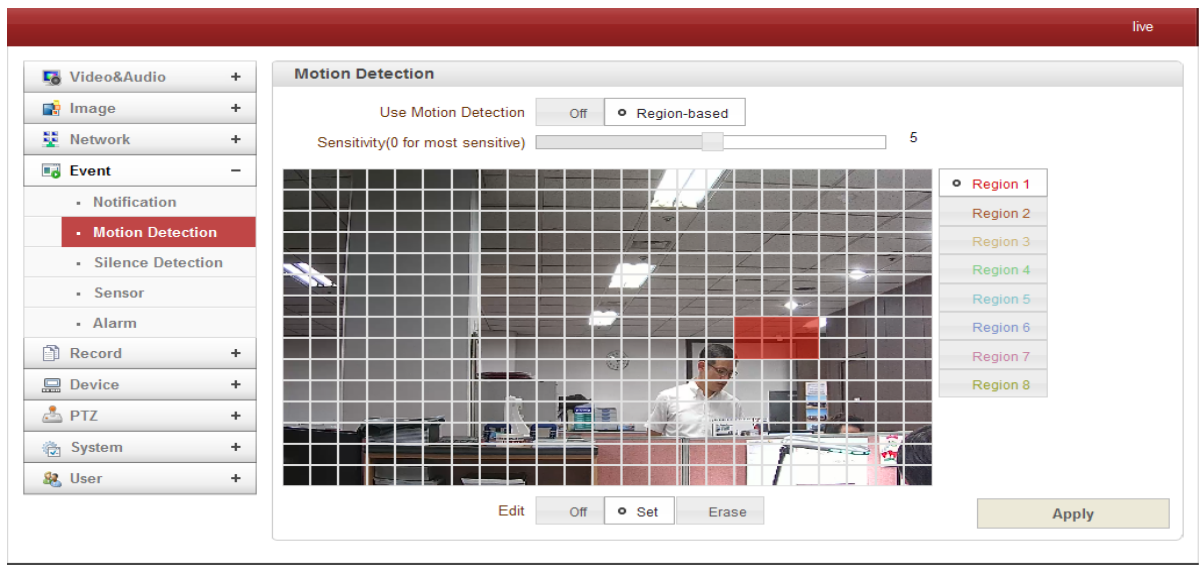 live
Video&Audio +
Image +
Network +
Event −
Notification
Motion Detection
Silence Detection
Sensor
Alarm
Record +
Device +
PTZ +
System +
User +
Motion Detection
Use Motion Detection Off Region-based
Sensitivity(0 for most sensitive) 5
Region 1
Region 2
Region 3
Region 4
Region 5
Region 6
Region 7
Region 8
Edit Off Set Erase
Apply